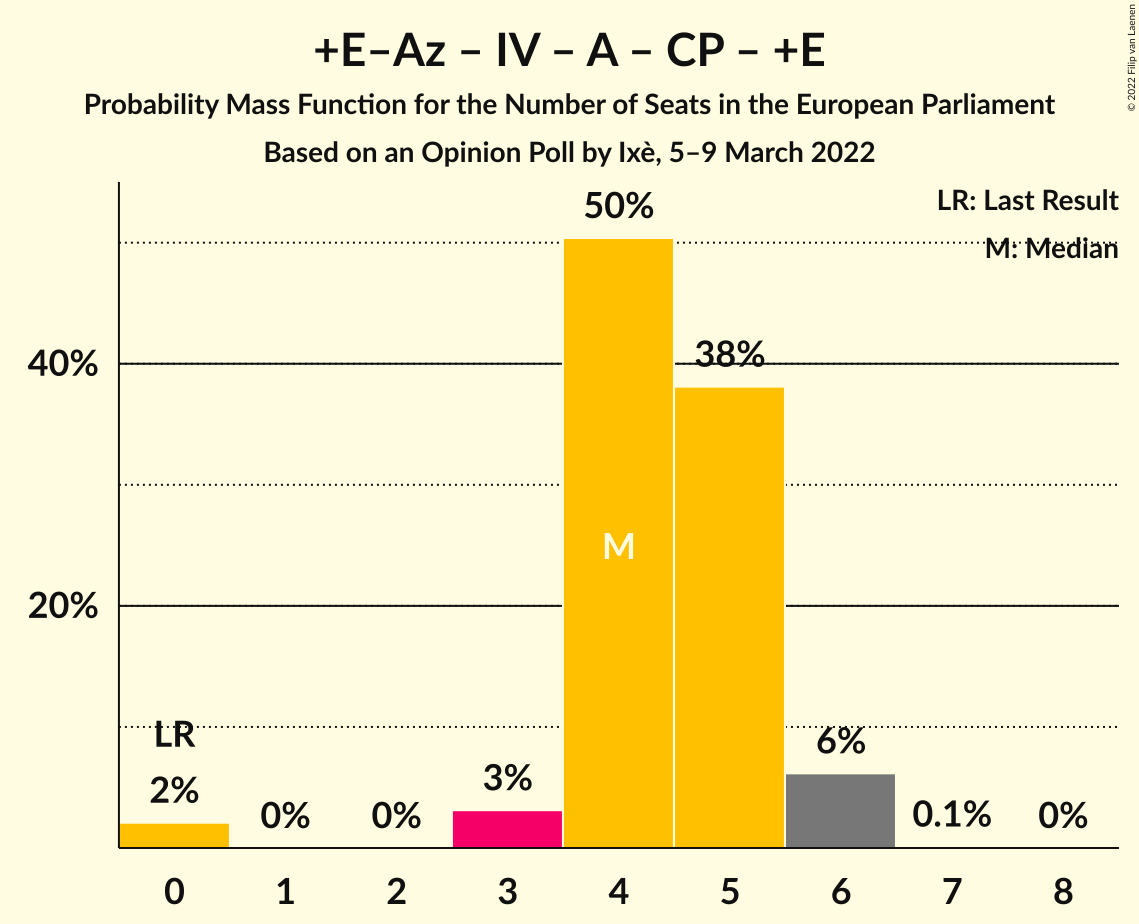 +E–Az – IV – A – CP – +E
Probability Mass Function for the Number of Seats in the European Parliament
Based on an Opinion Poll by Ixè, 5–9 March 2022
© 2022 Filip van Laenen
LR: Last Result
M: Median
50%
38%
40%
M
20%
LR
2%
0%
0%
3%
6%
0.1%
0%
0 1 2 3 4 5 6 7 8